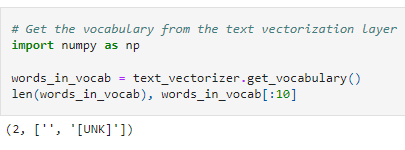 # Get the vocabulary from the text vectorization layer
import numpy as np
words_in_vocab = text_vectorizer.get_vocabulary()
len(words_in_vocab), words_in_vocab[:10]
(2, ['', '[UNK]'])